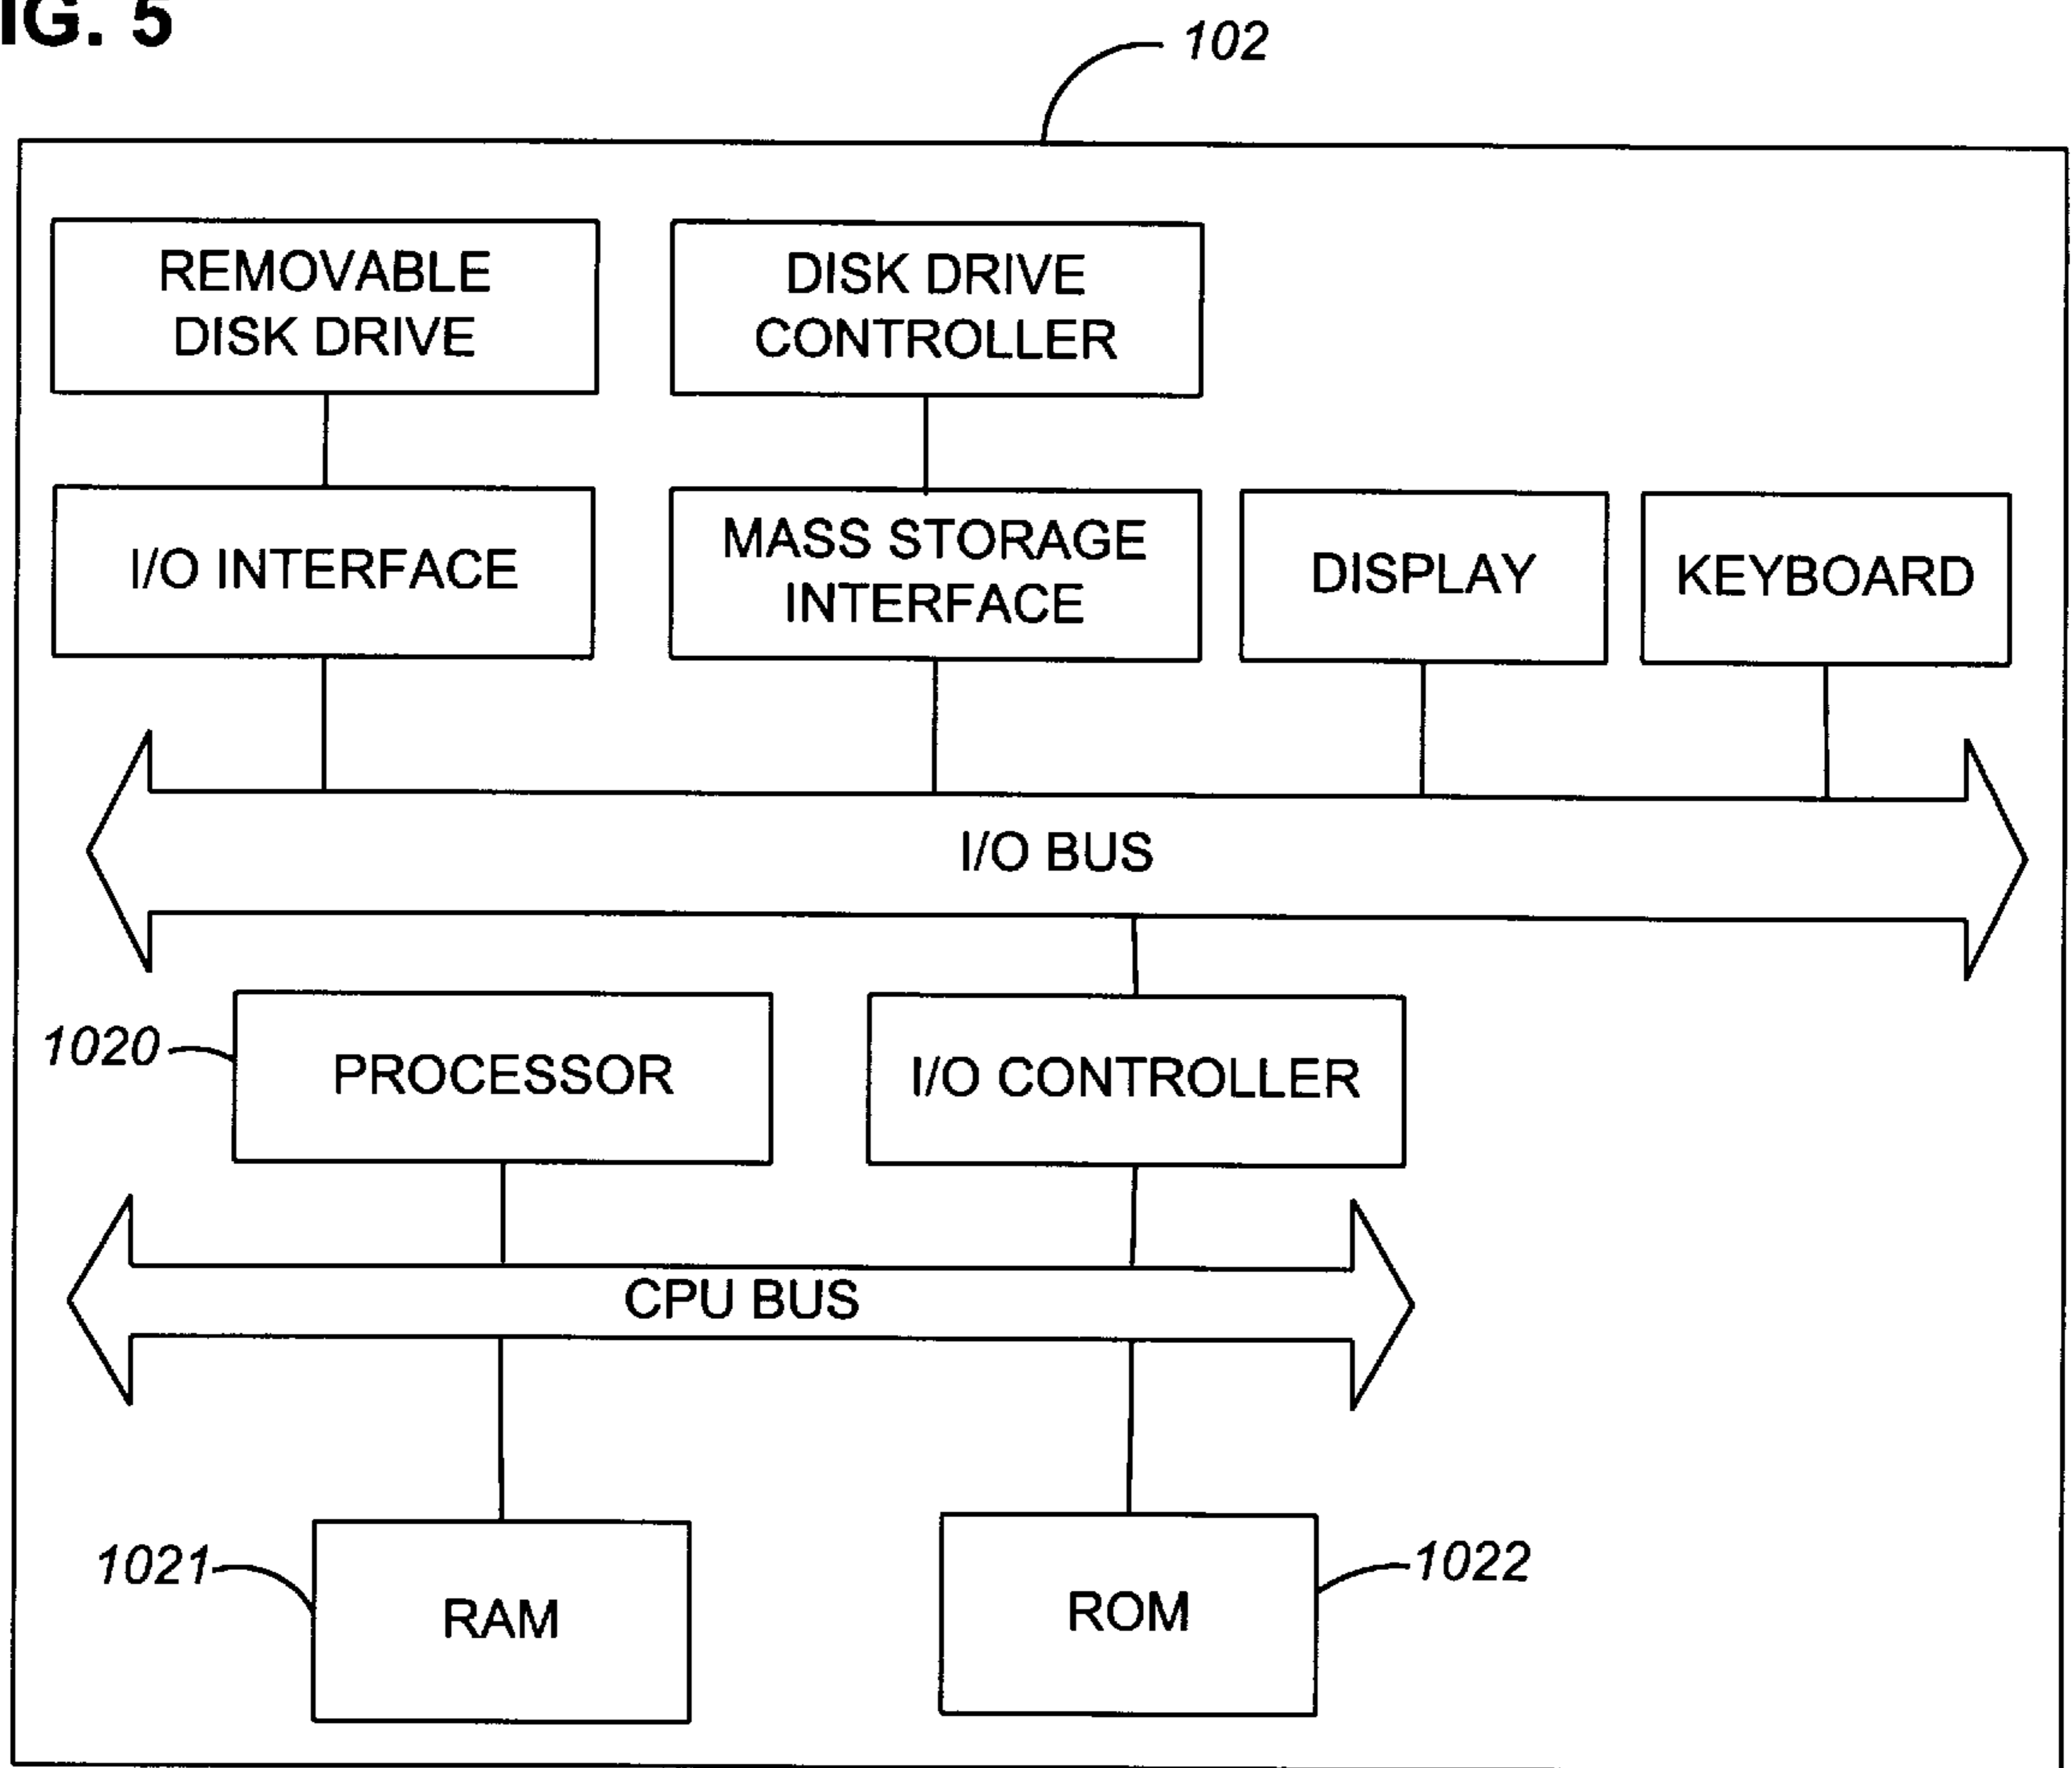 IG. 5
102
REMOVABLE
DISK DRIVE
DISK DRIVE
CONTROLLER
I/O INTERFACE
MASS STORAGE
INTERFACE
DISPLAY
KEYBOARD
I/O BUS
1020
PROCESSOR
I/O CONTROLLER
CPU BUS
1021
RAM
ROM
1022